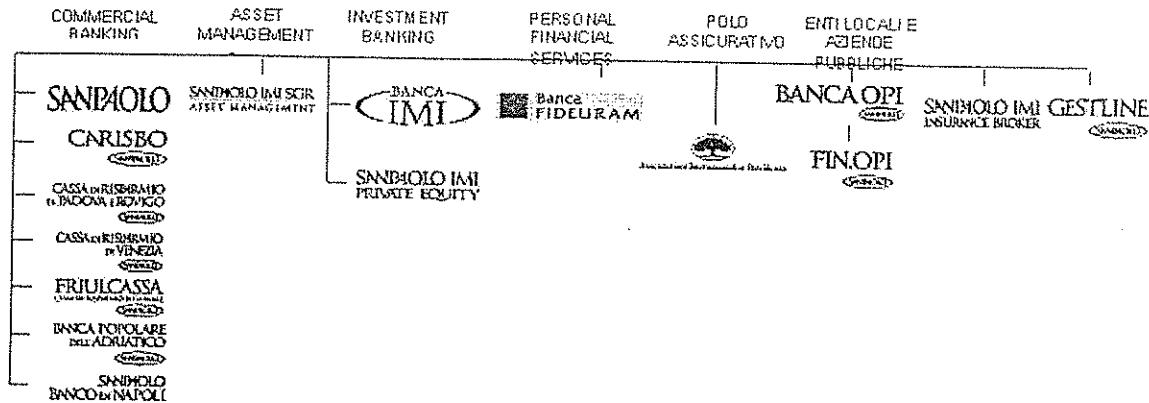 COMMERCIAL
BANKING
ASSET
MANAGEMENT
INVESTMENT
BANKING
PERSONAL
FINANCIAL
SERVICES
POLO
ASSICURATIVO
ENTI LOCALI E
AZIENDE
PUBBLICHE
SANPAOLO
CARISBO
CASSA DI RISPARMIO
DI PADOVA E ROVIGO
CASSA DI RISPARMIO
DI VENEZIA
FRIULCASSA
BANCA POPOLARE
DELL'ADRIATICO
SANPAOLO
BANCO DI NAPOLI
SANPAOLO IMI SGR
ASSET MANAGEMENT
BANCA
IMI
SANPAOLO IMI
PRIVATE EQUITY
Banca
FIDEURAM
BANCA OPI
FIN.OPI
SANPAOLO IMI
INSURANCE BROKER
GESTLINE